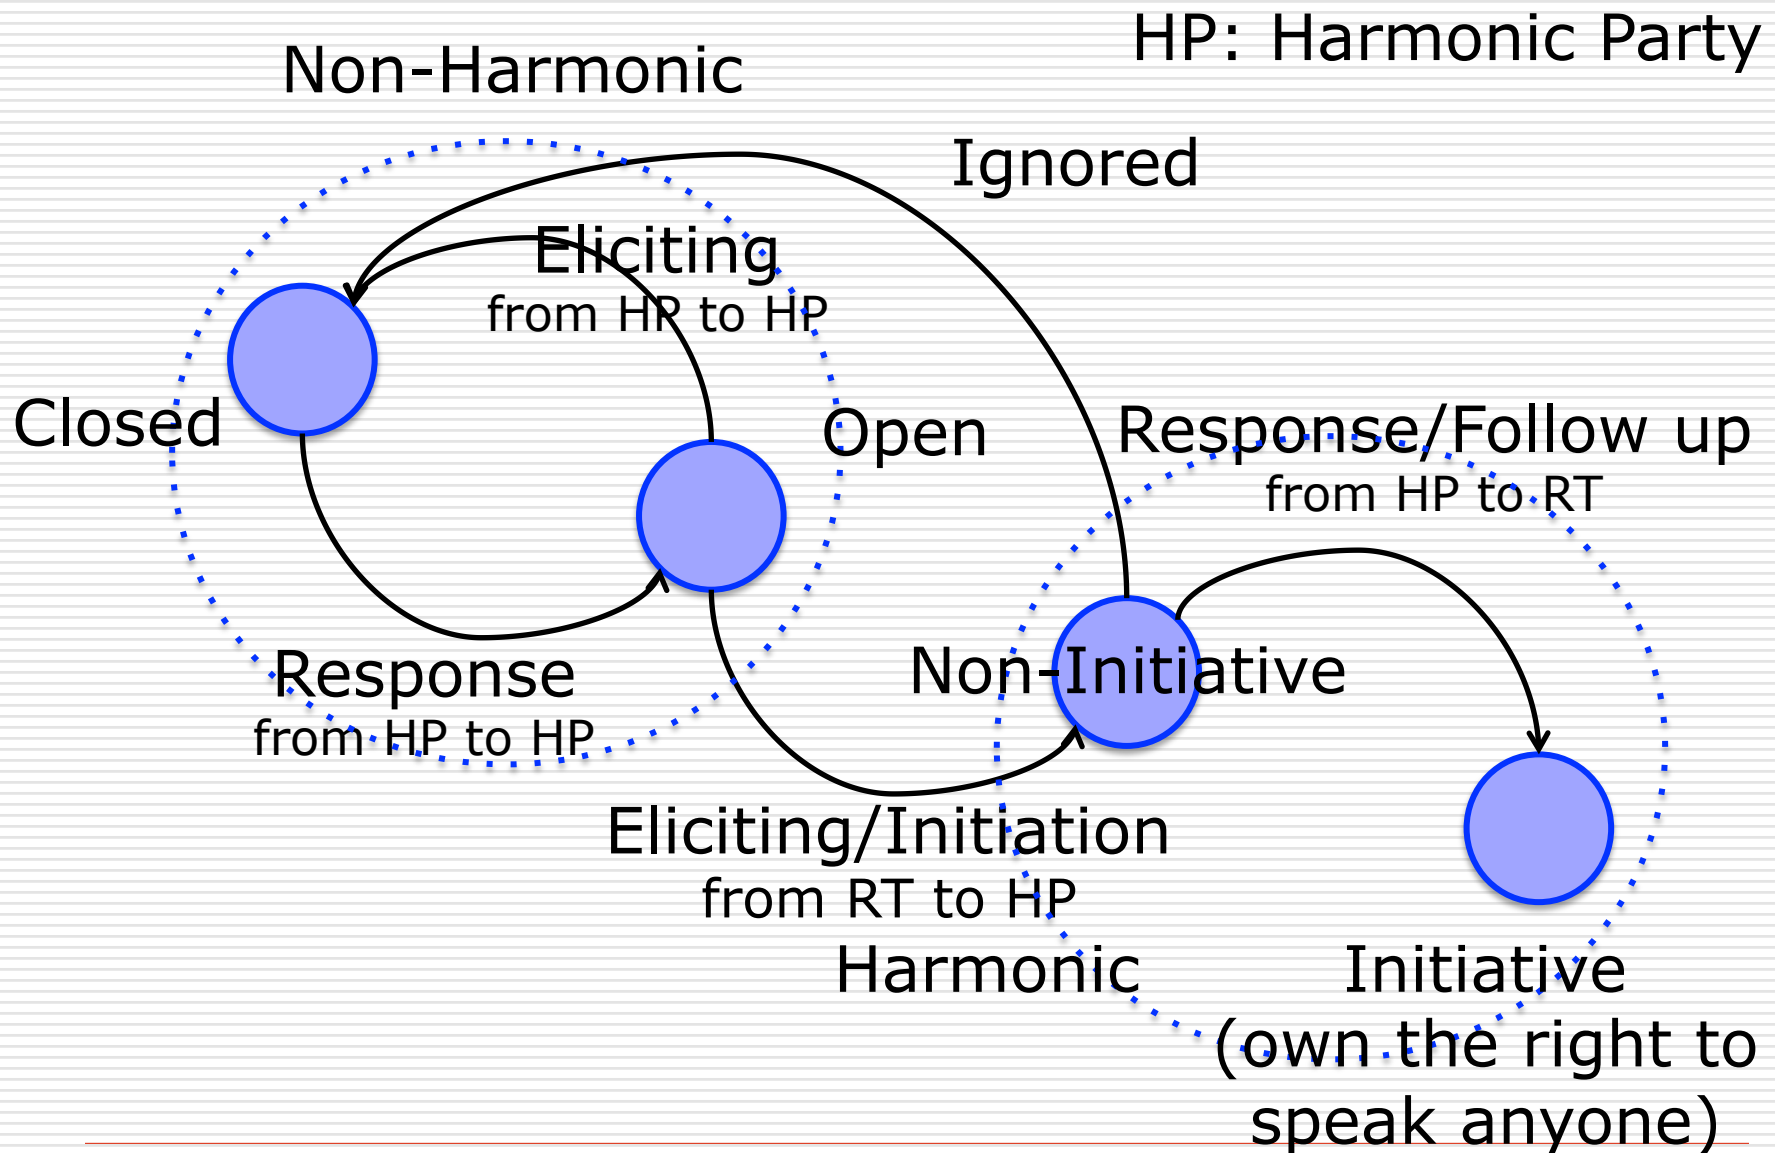 HP: Harmonic Party
Non-Harmonic
Ignored
Eliciting
from HP to HP
Closed
Open
Response/Follow up
from HP to RT
Response
from HP to HP
Non-Initiative
Eliciting/Initiation
from RT to HP
Harmonic
Initiative
(own the right to
speak anyone)